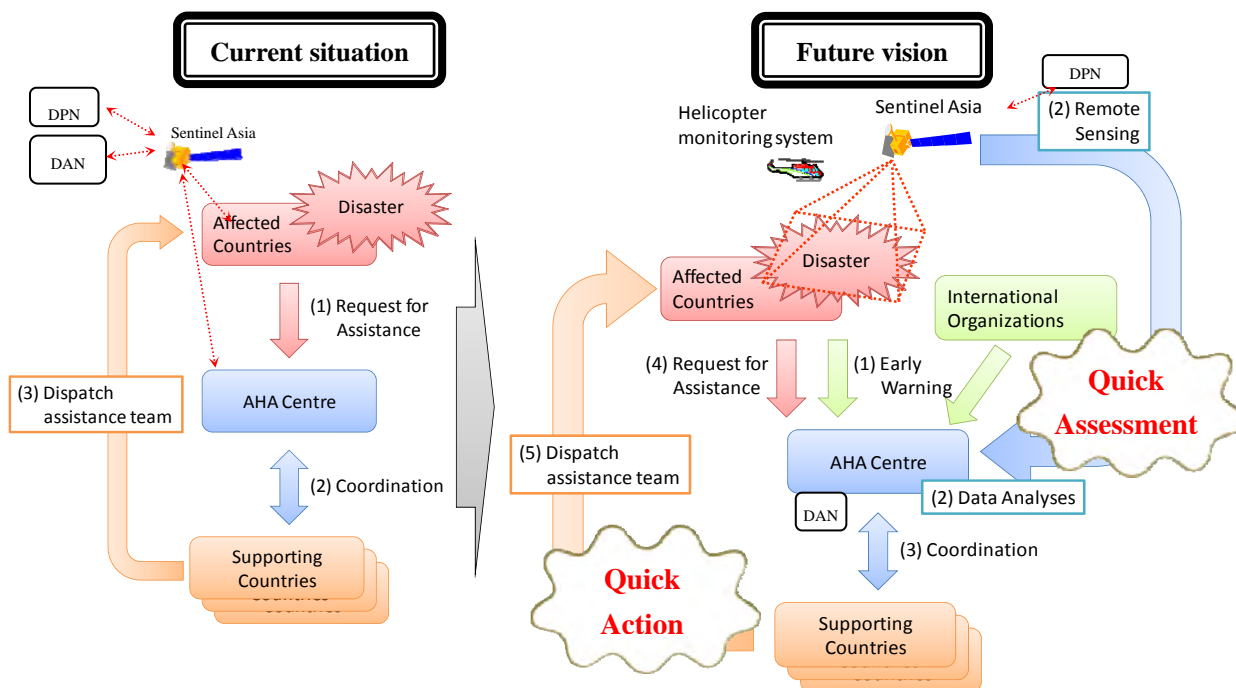 Current situation
DPN
DAN
Sentinel Asia
Disaster
Affected
Countries
(1) Request for
Assistance
(3) Dispatch
assistance team
AHA Centre
(2) Coordination
Supporting
Countries
Countries
Countries
Future vision
DPN
Sentinel Asia
(2) Remote
Sensing
Helicopter
monitoring system
Disaster
Affected
Countries
International
Organizations
(4) Request for
Assistance
(1) Early
Warning
Quick
Assessment
(5) Dispatch
assistance team
AHA Centre
(2) Data Analyses
DAN
(3) Coordination
Quick
Action
Supporting
Countries